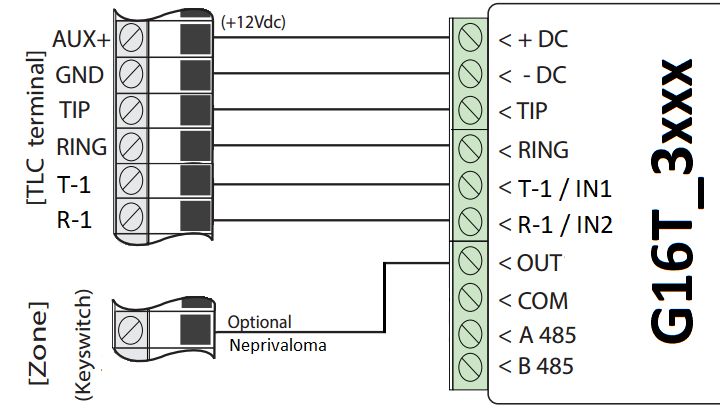 (+12Vdc)
AUX+
GND
TIP
RING
T-1
R-1
[TLC terminal]
< + DC
< - DC
< TIP
< RING
< T-1 / IN1
< R-1 / IN2
< OUT
< COM
< A 485
< B 485
G16T_3xxx
[Zone]
(Keyswitch)
Optional
Neprivaloma